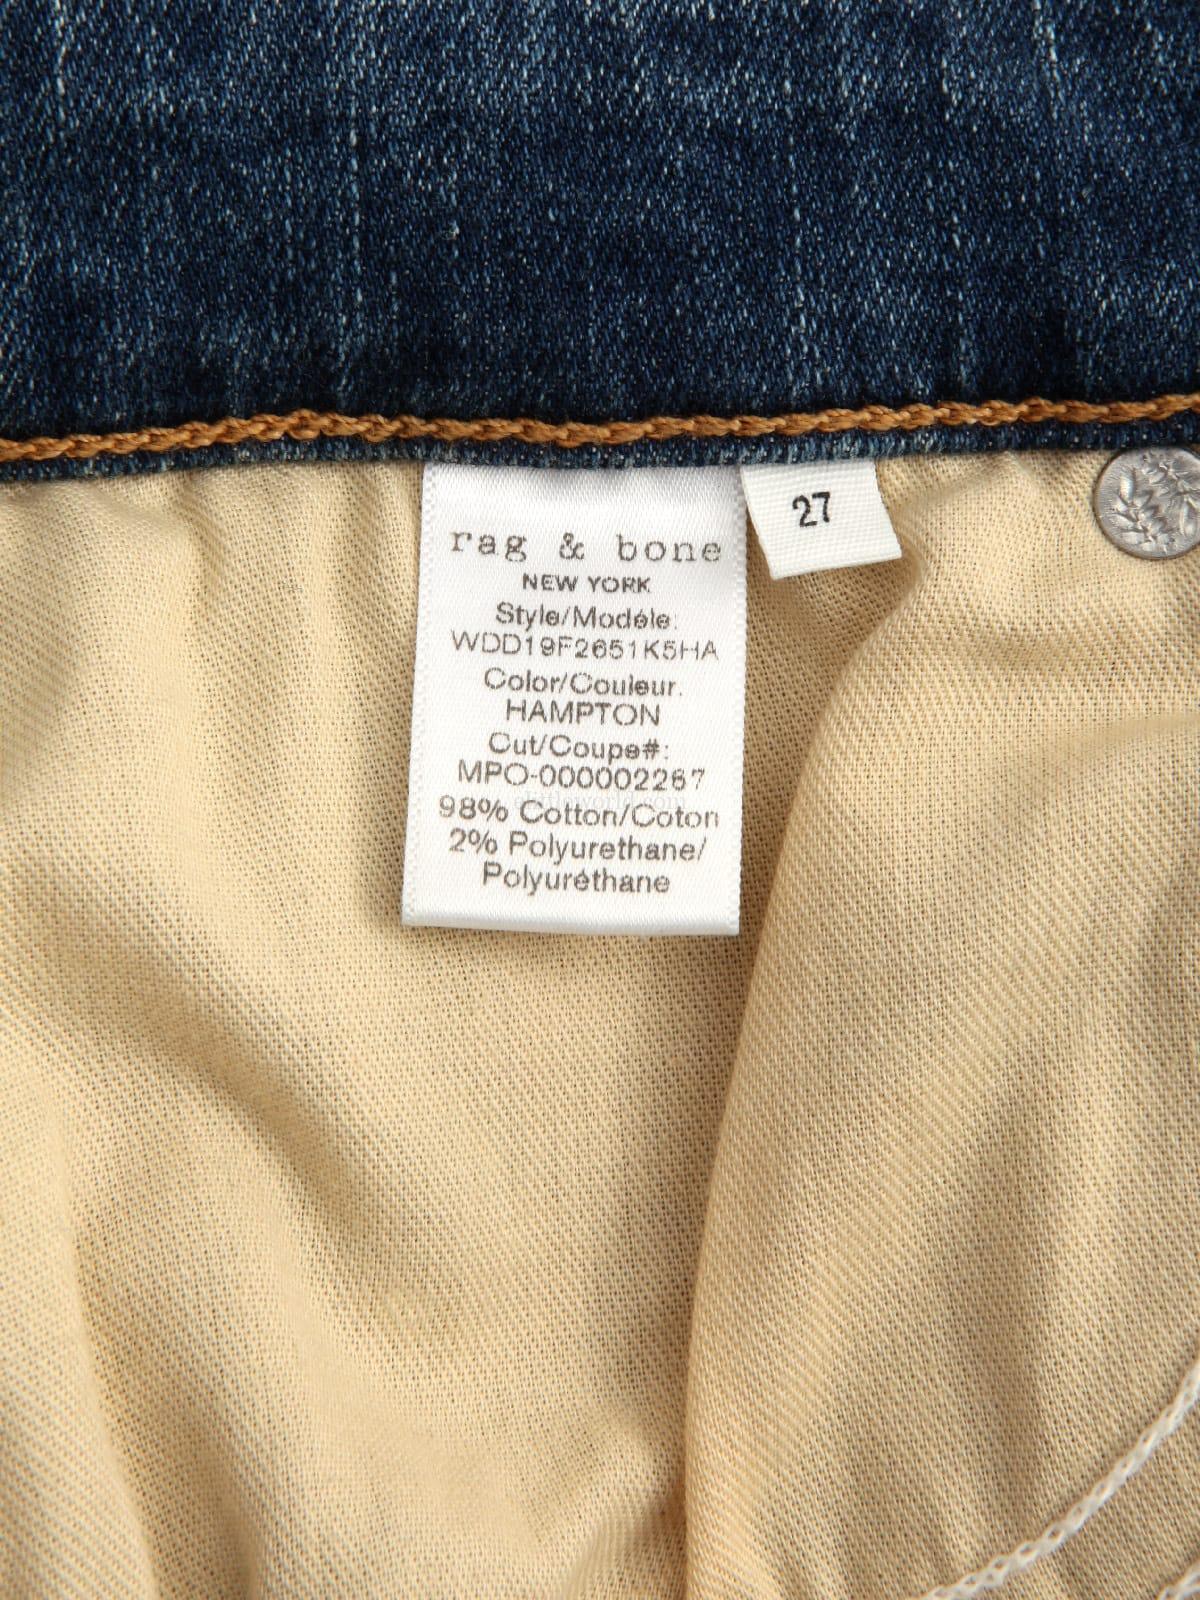 rag & bone
NEW YORK
Style/Modéle:
WDD19F2651K5HA
Color/Couleur.
HAMPTON
Cut/Coupe#:
MPO-000002267
98% Cotton/Coton
2% Polyurethane/
Polyuréthane
27